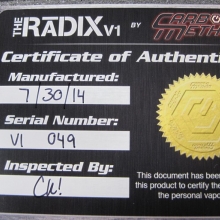 THE RADIX V1 BY
Certificate of Authenti
Manufactured:
7/30/14
Serial Number:
V1 049
Inspected By:
This document has been
this product to certify the
the personal vapo